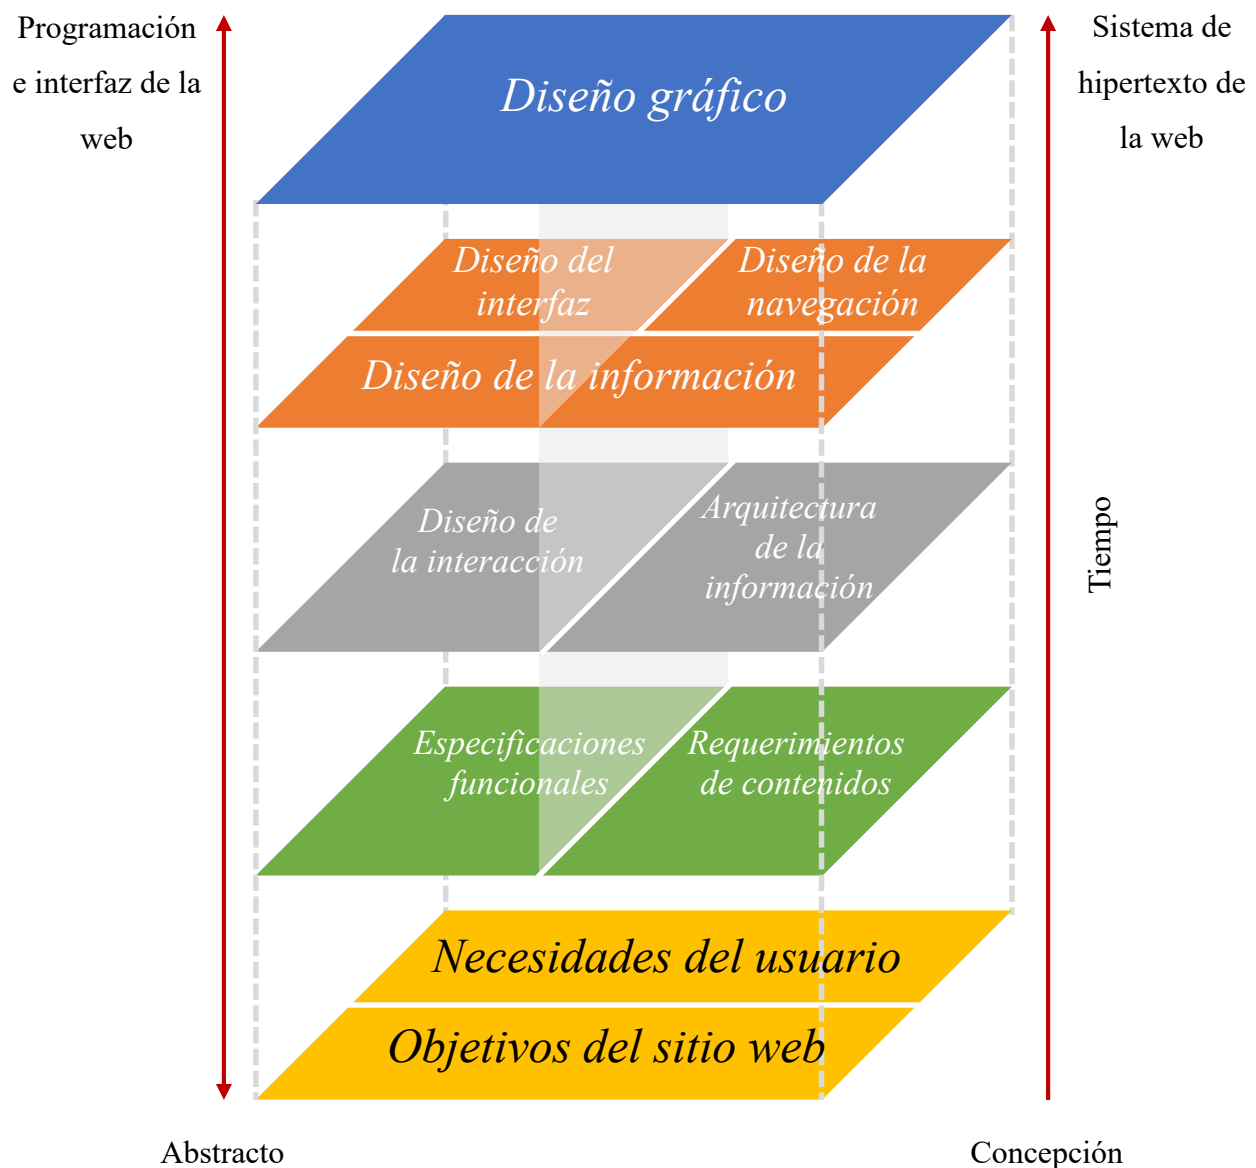 Programación
e interfaz de la
web
Sistema de
hipertexto de
la web
Diseño gráfico
Diseño del
interfaz
Diseño de la
navegación
Diseño de la información
Diseño de
la interacción
Arquitectura
de la
información
Tiempo
Especificaciones
funcionales
Requerimientos
de contenidos
Necesidades del usuario
Objetivos del sitio web
Abstracto
Concepción